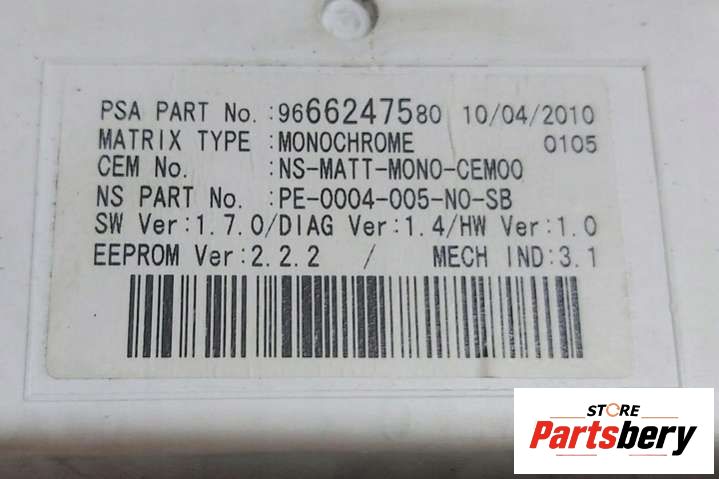 PSA PART No. :9666247580 10/04/2010
MATRIX TYPE :MONOCHROME 0105
CEM No. :NS-MATT-MONO-CEM00
NS PART No. :PE-0004-005-NO-SB
SW Ver:1.7.0/DIAG Ver:1.4/HW Ver:1.0
EEPROM Ver:2.2.2 / MECH IND:3.1
STORE
Partsbery